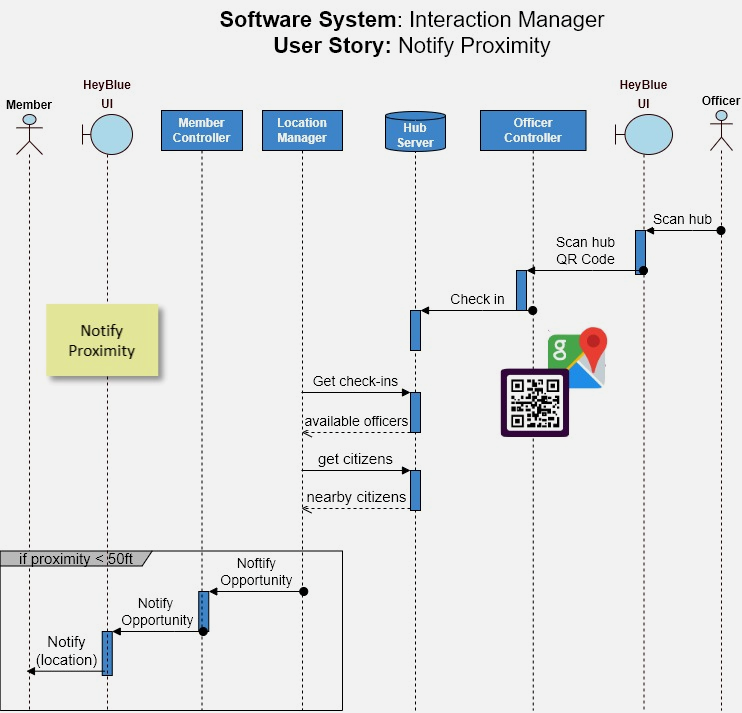 Software System: Interaction Manager
User Story: Notify Proximity
Member
HeyBlue
UI
Member
Controller
Location
Manager
Hub
Server
Officer
Controller
HeyBlue
UI
Officer
Scan hub
Scan hub
QR Code
Check in
Notify
Proximity
g
Get check-ins
available officers
get citizens
nearby citizens
if proximity < 50ft
Noftify
Opportunity
Notify
Opportunity
Notify
(location)